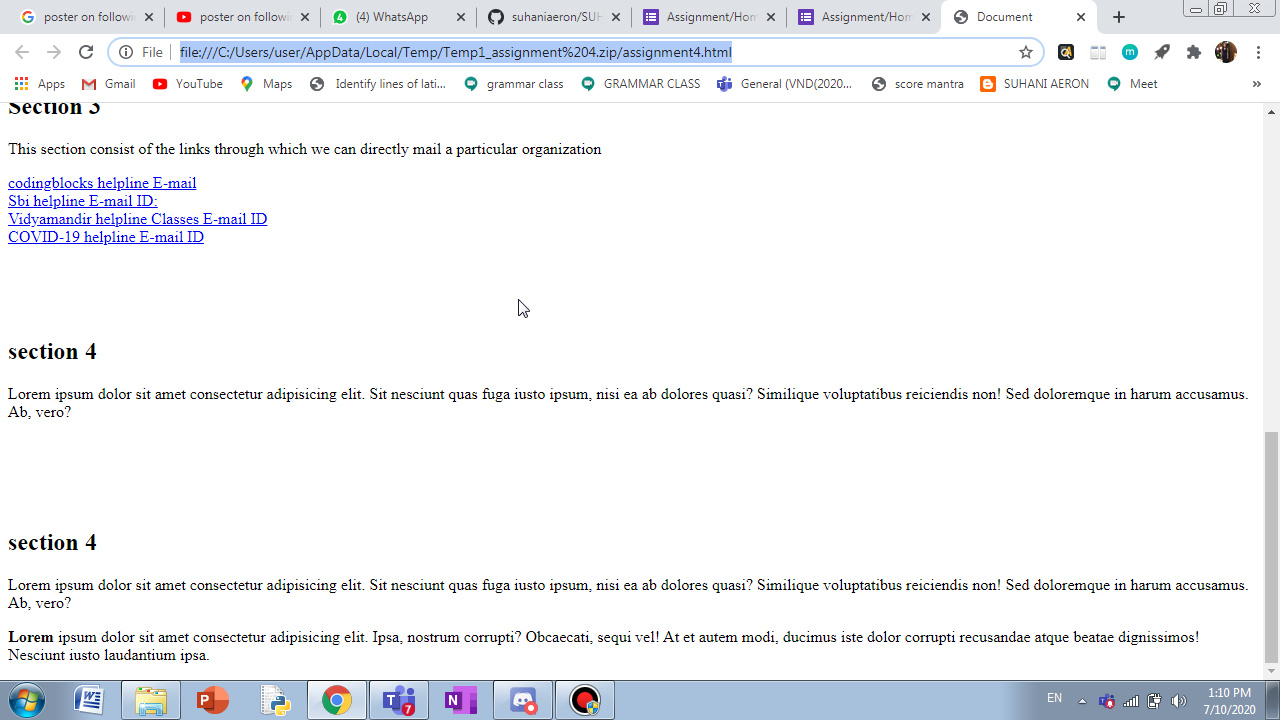 poster on followin
poster on followin
(4) WhatsApp
suhaniaeron/SUH
Assignment/Hom
Assignment/Hom
Document
File
file:///C:/Users/user/AppData/Local/Temp/Temp1_assignment%204.zip/assignment4.html
Apps
Gmail
YouTube
Maps
Identify lines of lati...
grammar class
GRAMMAR CLASS
General (VND(2020...
score mantra
SUHANI AERON
Meet
»
Section 3
This section consist of the links through which we can directly mail a particular organization
codingblocks helpline E-mail
Sbi helpline E-mail ID:
Vidyamandir helpline Classes E-mail ID
COVID-19 helpline E-mail ID
section 4
Lorem ipsum dolor sit amet consectetur adipisicing elit. Sit nesciunt quas fuga iusto ipsum, nisi ea ab dolores quasi? Similique voluptatibus reiciendis non! Sed doloremque in harum accusamus.
Ab, vero?
section 4
Lorem ipsum dolor sit amet consectetur adipisicing elit. Sit nesciunt quas fuga iusto ipsum, nisi ea ab dolores quasi? Similique voluptatibus reiciendis non! Sed doloremque in harum accusamus.
Ab, vero?
Lorem ipsum dolor sit amet consectetur adipisicing elit. Ipsa, nostrum corrupti? Obcaecati, sequi vel! At et autem modi, ducimus iste dolor corrupti recusandae atque beatae dignissimos!
Nesciunt iusto laudantium ipsa.
EN
1:10 PM
7/10/2020